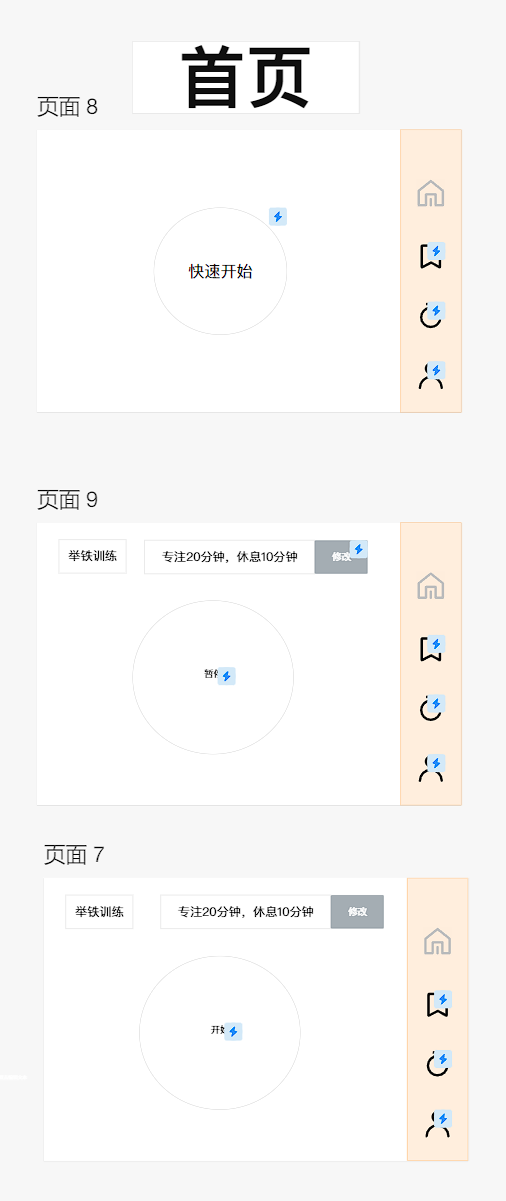 首页
页面 8
快速开始
页面 9
举铁训练
专注20分钟，休息10分钟
修改
暂停
页面 7
举铁训练
专注20分钟，休息10分钟
修改
开始